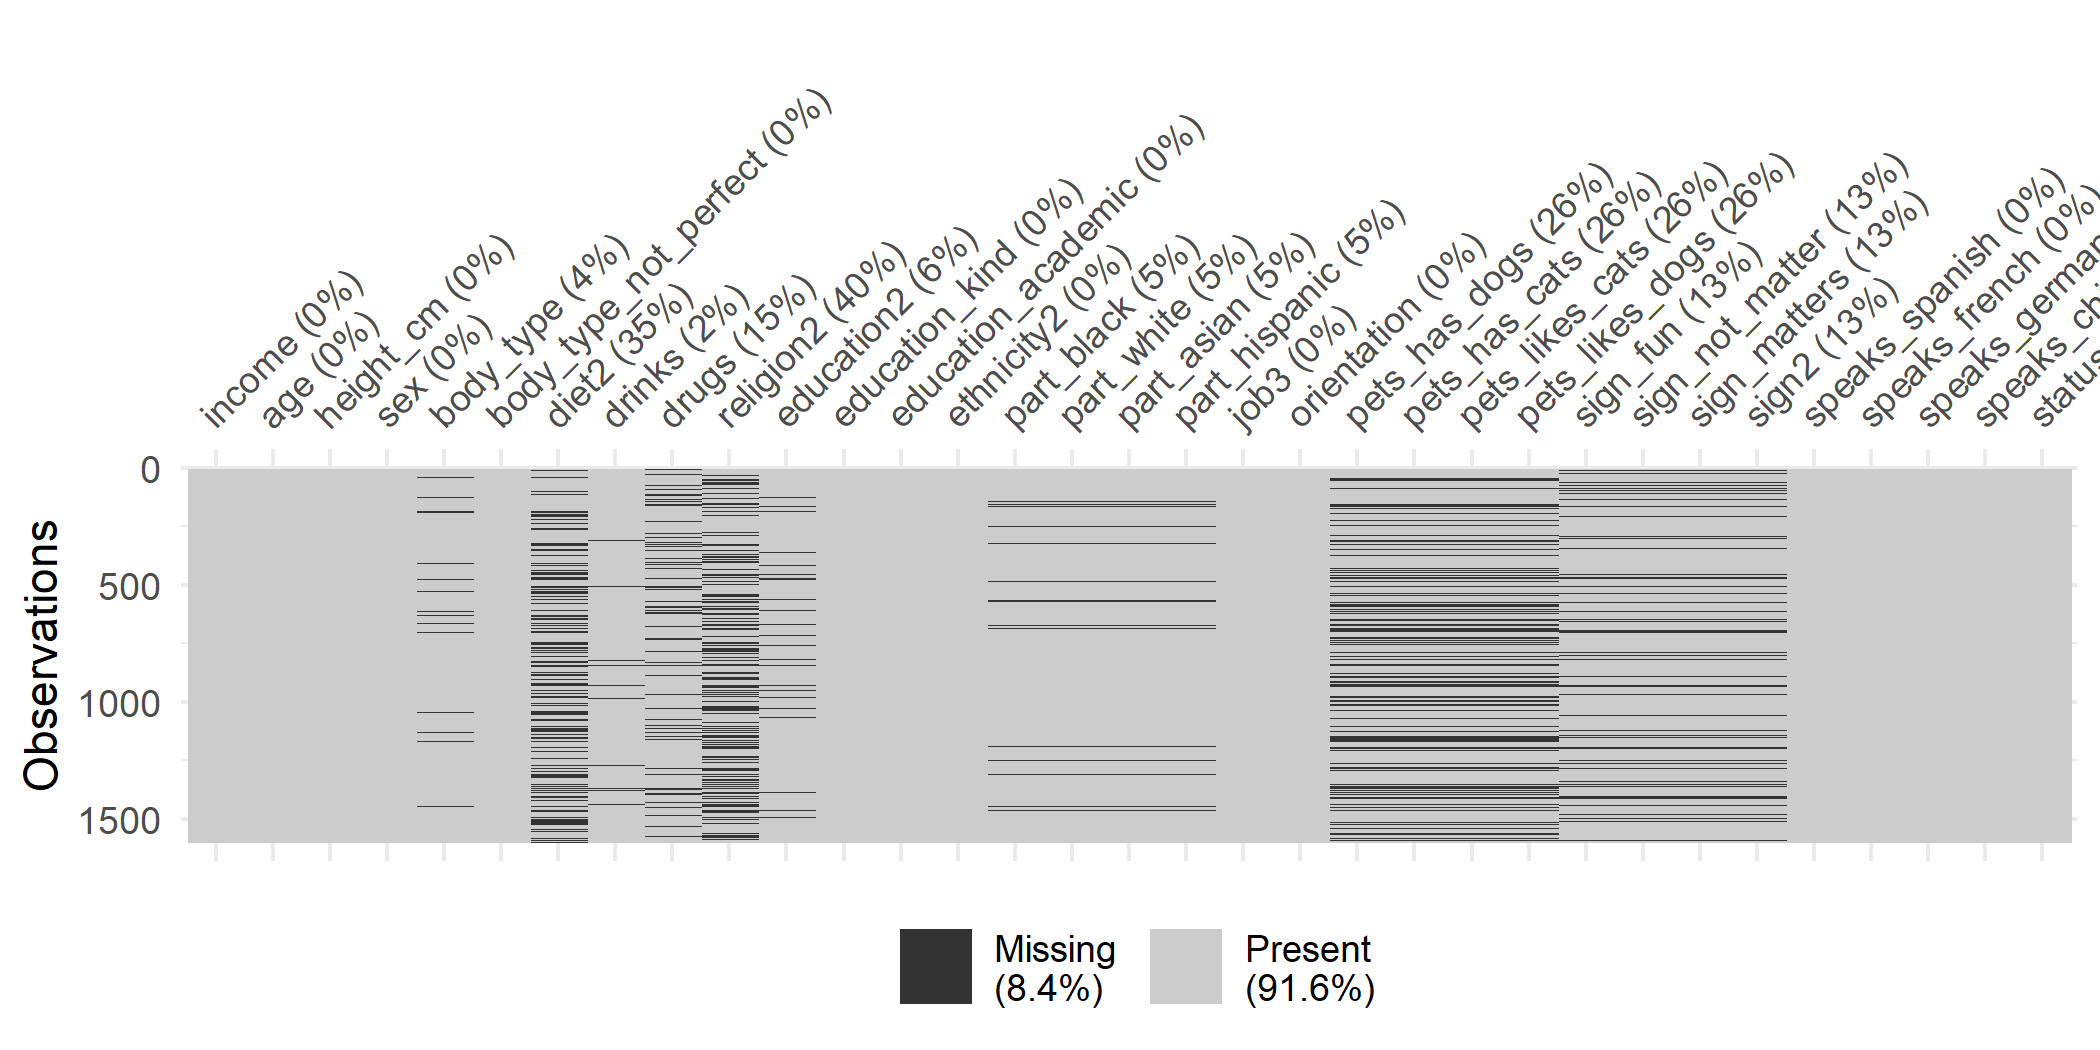 income (0%)
age (0%)
height_cm (0%)
sex (0%)
body_type (4%)
body_type_not_perfect (0%)
diet2 (35%)
drinks (2%)
drugs (15%)
religion2 (40%)
education2 (6%)
education_kind (0%)
education_academic (0%)
ethnicity2 (0%)
part_black (5%)
part_white (5%)
part_asian (5%)
part_hispanic (5%)
job3 (0%)
orientation (0%)
pets_has_dogs (26%)
pets_has_cats (26%)
pets_likes_cats (26%)
pets_likes_dogs (26%)
sign_fun (13%)
sign_not_matter (13%)
sign_matters (13%)
sign2 (13%)
speaks_spanish (0%)
speaks_french (0%)
speaks_german
speaks_chi
status
0
500
1000
1500
Observations
Missing
(8.4%)
Present
(91.6%)